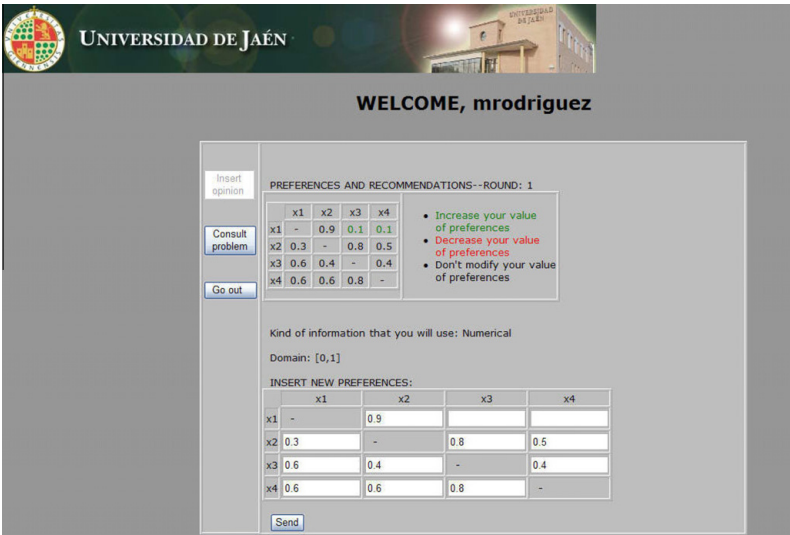 UNIVERSIDAD DE JAÉN
UNIVERSIDAD
DE JAÉN
WELCOME, mrodriguez
Insert
opinion
Consult
problem
Go out
PREFERENCES AND RECOMMENDATIONS--ROUND: 1
x1 x2 x3 x4
x1 - 0.9 0.1 0.1
x2 0.3 - 0.8 0.5
x3 0.6 0.4 - 0.4
x4 0.6 0.6 0.8 -
• Increase your value
of preferences
• Decrease your value
of preferences
• Don't modify your value
of preferences
Kind of information that you will use: Numerical
Domain: [0,1]
INSERT NEW PREFERENCES:
x1 x2 x3 x4
x1 - 0.9
x2 0.3 - 0.8 0.5
x3 0.6 0.4 - 0.4
x4 0.6 0.6 0.8 -
Send